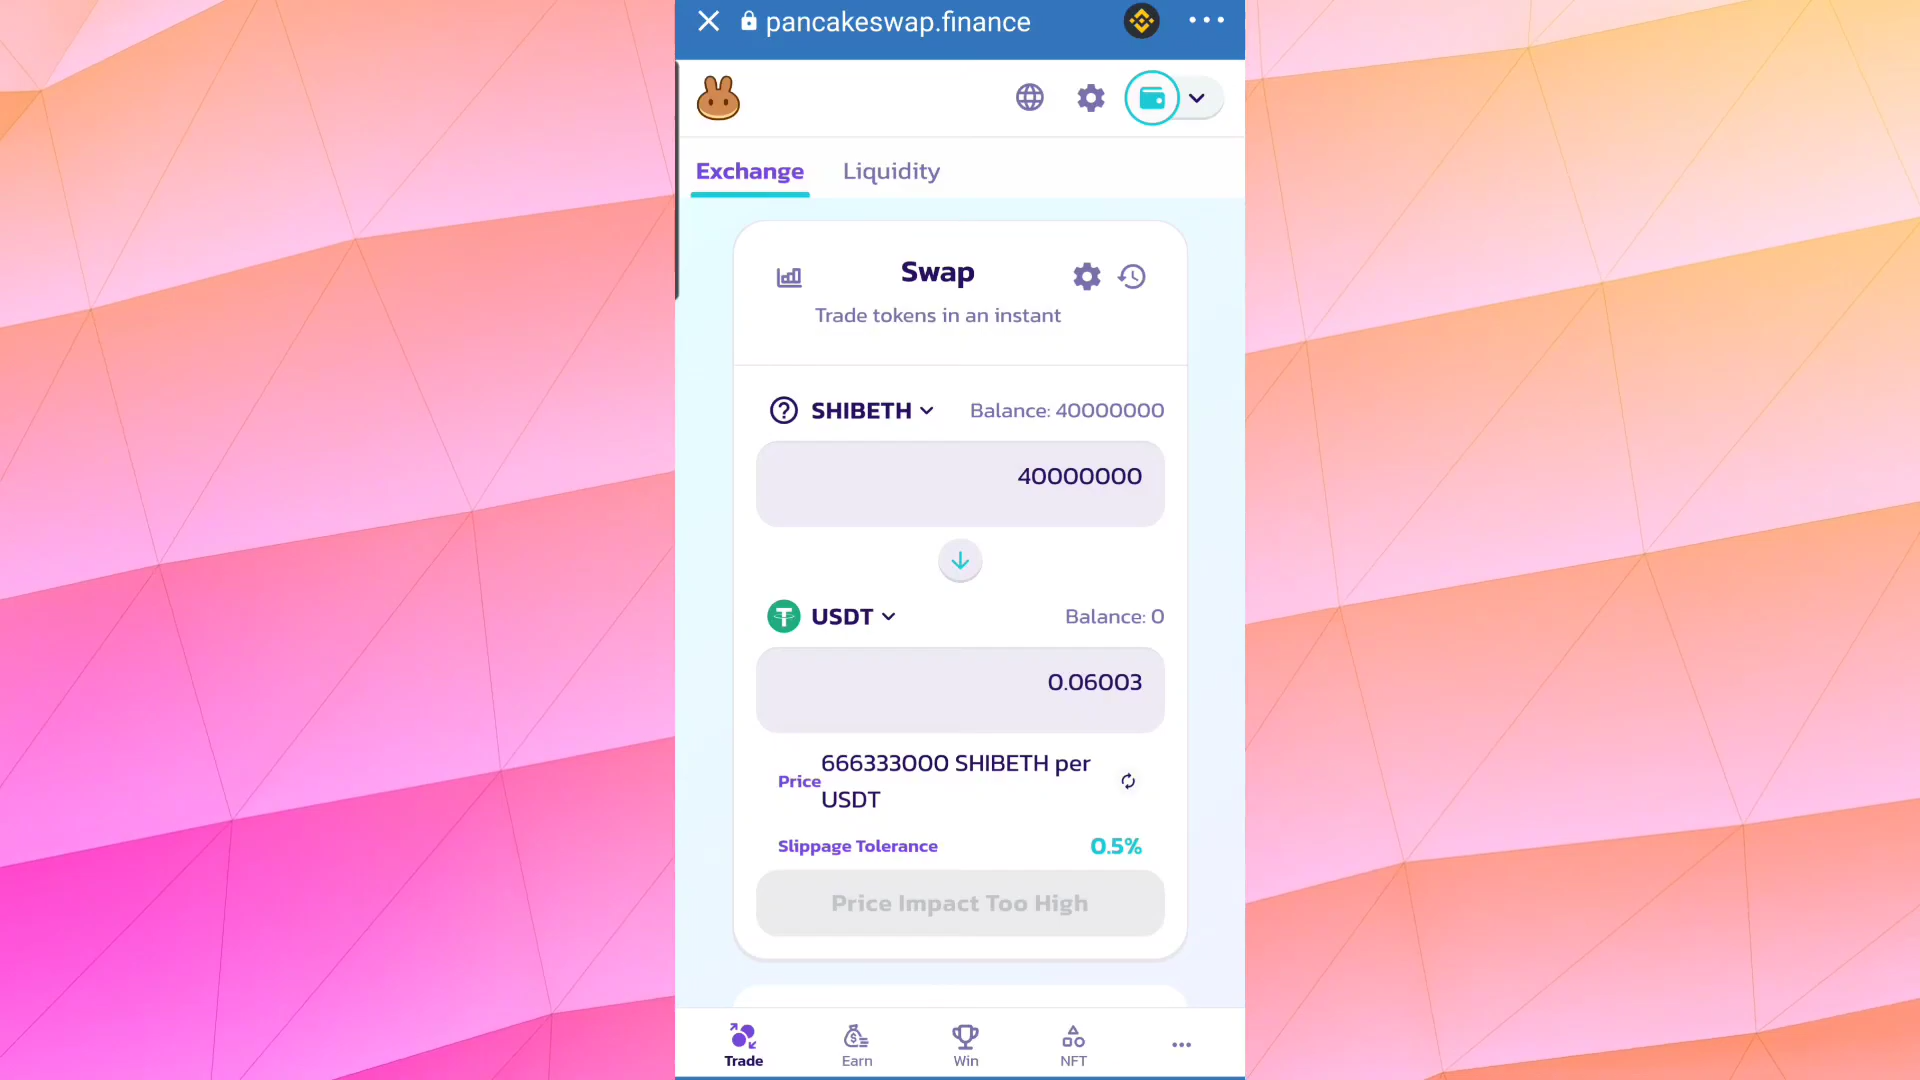 pancakeswap.finance
Exchange Liquidity
Swap
Trade tokens in an instant
SHIBETH Balance: 40000000
40000000
USDT Balance: 0
0.06003
Price 666333000 SHIBETH per
USDT
Slippage Tolerance 0.5%
Price Impact Too High
Trade Earn Win NFT